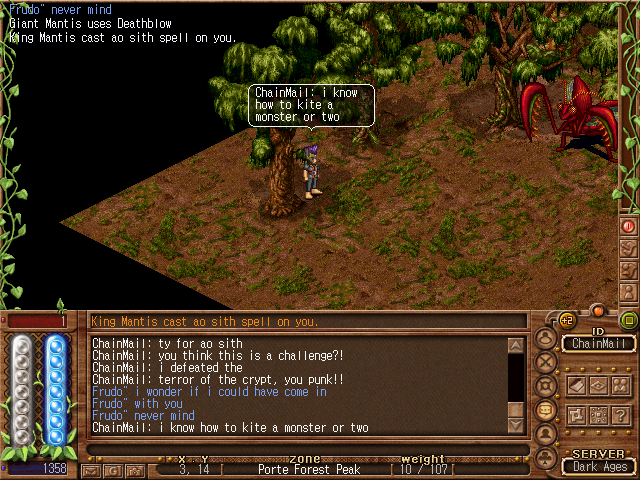 Frudo" never mind
Giant Mantis uses Deathblow
King Mantis cast ao sith spell on you.
ChainMail: i know
how to kite a
monster or two
1
King Mantis cast ao sith spell on you.
ChainMail: ty for ao sith
ChainMail: you think this is a challenge?!
ChainMail: i defeated the
ChainMail: terror of the crypt, you punk!!
Frudo" i wonder if i could have come in
Frudo" with you
Frudo" never mind
ChainMail: i know how to kite a monster or two
+2
ID
ChainMail
SERVER
Dark Ages
1358
x y zone weight
3, 14 Porte Forest Peak 10 / 107